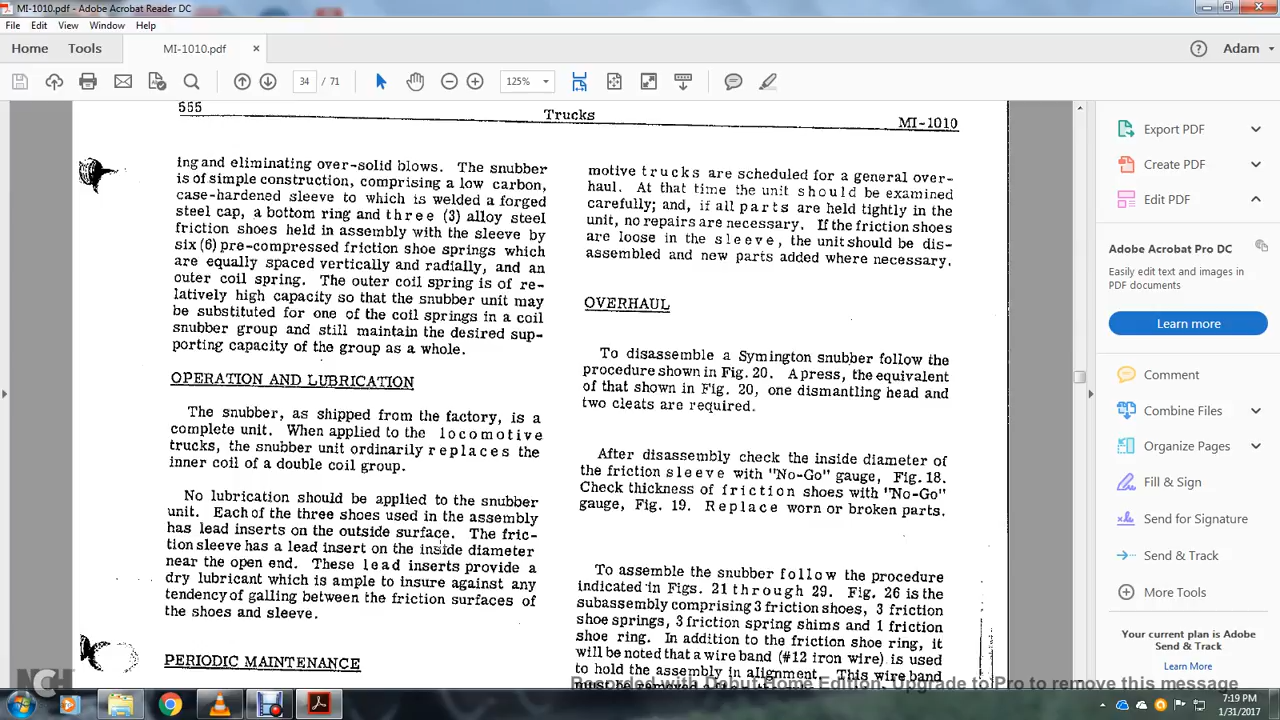 MI-1010.pdf - Adobe Acrobat Reader DC
File Edit View Window Help
Home Tools MI-1010.pdf × Adam
34 / 71 125%
555 Trucks MI-1010
ing and eliminating over-solid blows. The snubber
is of simple construction, comprising a low carbon,
case-hardened sleeve to which is welded a forged
steel cap, a bottom ring and three (3) alloy steel
friction shoes held in assembly with the sleeve by
six (6) pre-compressed friction shoe springs which
are equally spaced vertically and radially, and an
outer coil spring. The outer coil spring is of re-
latively high capacity so that the snubber unit may
be substituted for one of the coil springs in a coil
snubber group and still maintain the desired sup-
porting capacity of the group as a whole.
OPERATION AND LUBRICATION
The snubber, as shipped from the factory, is a
complete unit. When applied to the locomotive
trucks, the snubber unit ordinarily replaces the
inner coil of a double coil group.
No lubrication should be applied to the snubber
unit. Each of the three shoes used in the assembly
has lead inserts on the outside surface. The fric-
tion sleeve has a lead insert on the inside diameter
near the open end. These lead inserts provide a
dry lubricant which is ample to insure against any
tendency of galling between the friction surfaces of
the shoes and sleeve.
PERIODIC MAINTENANCE
motive trucks are scheduled for a general over-
haul. At that time the unit should be examined
carefully; and, if all parts are held tightly in the
unit, no repairs are necessary. If the friction shoes
are loose in the sleeve, the unit should be dis-
assembled and new parts added where necessary.
OVERHAUL
To disassemble a Symington snubber follow the
procedure shown in Fig. 20. A press, the equivalent
of that shown in Fig. 20, one dismantling head and
two cleats are required.
After disassembly check the inside diameter of
the friction sleeve with "No-Go" gauge, Fig. 18.
Check thickness of friction shoes with "No-Go"
gauge, Fig. 19. Replace worn or broken parts.
To assemble the snubber follow the procedure
indicated in Figs. 21 through 29. Fig. 26 is the
subassembly comprising 3 friction shoes, 3 friction
shoe springs, 3 friction spring shims and 1 friction
shoe ring. In addition to the friction shoe ring, it
will be noted that a wire band (#12 iron wire) is used
to hold the assembly in alignment. This wire band
must be removed
Export PDF
Create PDF
Edit PDF
Adobe Acrobat Pro DC
Easily edit text and images in
PDF documents
Learn more
Comment
Combine Files
Organize Pages
Fill & Sign
Send for Signature
Send & Track
More Tools
Your current plan is Adobe
Send & Track
Learn More
Recorded with Debut Home Edition. Upgrade to Pro to remove this message
NCH
7:19 PM
1/31/2017